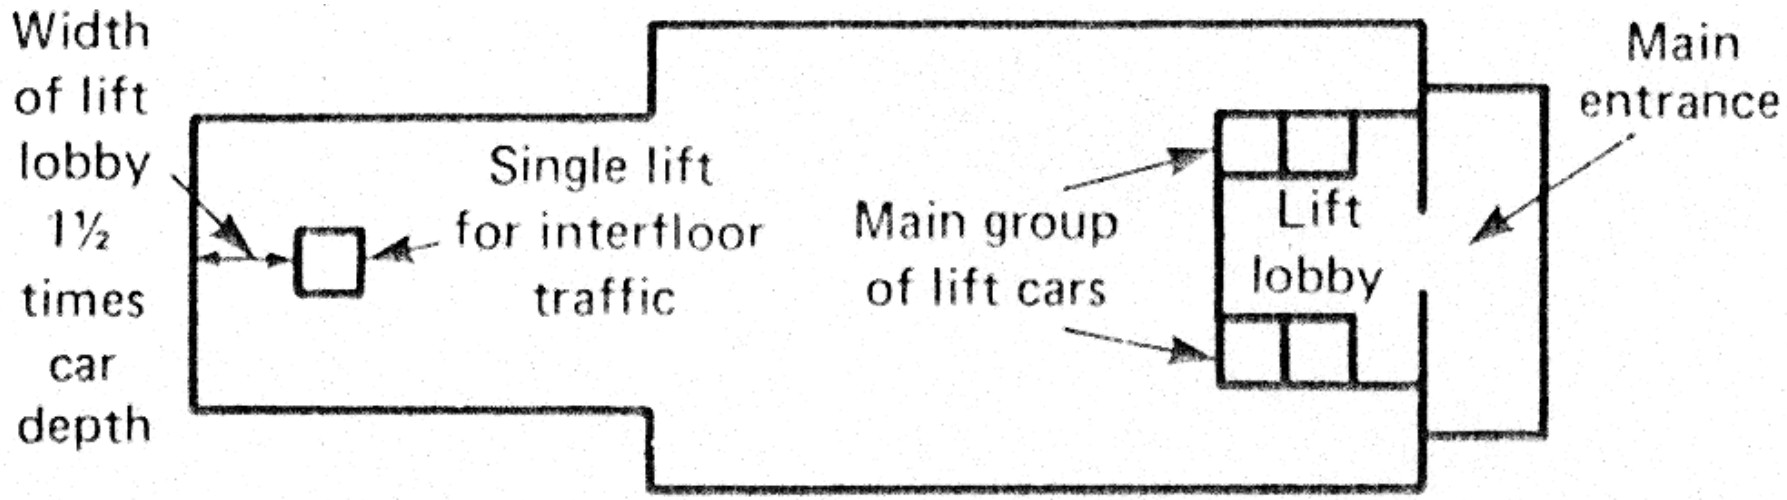 Width
of lift
lobby
1½
times
car
depth
Single lift
for interfloor
traffic
Main group
of lift cars
Lift
lobby
Main
entrance